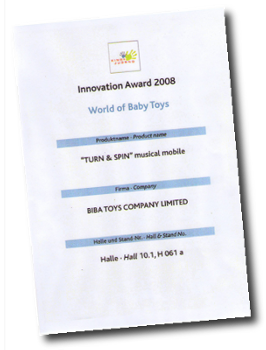 Innovation Award 2008
World of Baby Toys
Produktname · Product name
"TURN & SPIN" musical mobile
Firma · Company
BIBA TOYS COMPANY LIMITED
Halle und Stand-Nr. · Hall & Stand No.
Halle · Hall 10.1, H 061 a